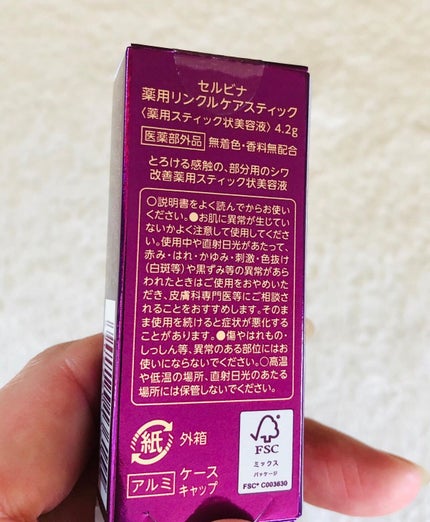 セルビナ
薬用リンクルケアスティック
〈薬用スティック状美容液〉4.2g
医薬部外品 無着色・香料無配合
とろける感触の、部分用のシワ
改善薬用スティック状美容液
○説明書をよく読んでからお使い
ください。●お肌に異常が生じてい
ないかよく注意して使用してくださ
い。使用中や直射日光があたって、
赤み・はれ・かゆみ・刺激・色抜け
(白斑等)や黒ずみ等の異常があら
われたときはご使用をおやめいた
だき、皮膚科専門医等にご相談さ
れることをおすすめします。そのま
ま使用を続けると症状が悪化する
ことがあります。●傷やはれもの・
しっしん等、異常のある部位にはお
使いにならないでください。○高温
や低温の場所、直射日光のあたる
場所には保管しないでください。
紙 外箱
アルミ ケース
キャップ
FSC
ミックス
パッケージ
FSC® C003630